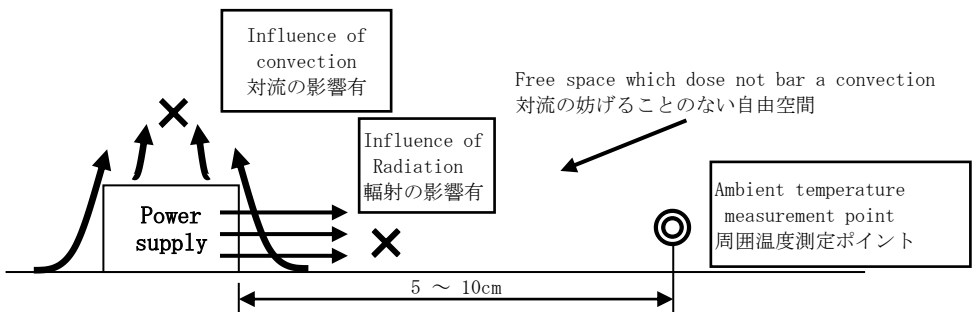 Influence of
convection
対流の影響有
Free space which dose not bar a convection
対流の妨げることのない自由空間
Influence of
Radiation
輻射の影響有
Power
supply
Ambient temperature
measurement point
周囲温度測定ポイント
5 ～ 10cm